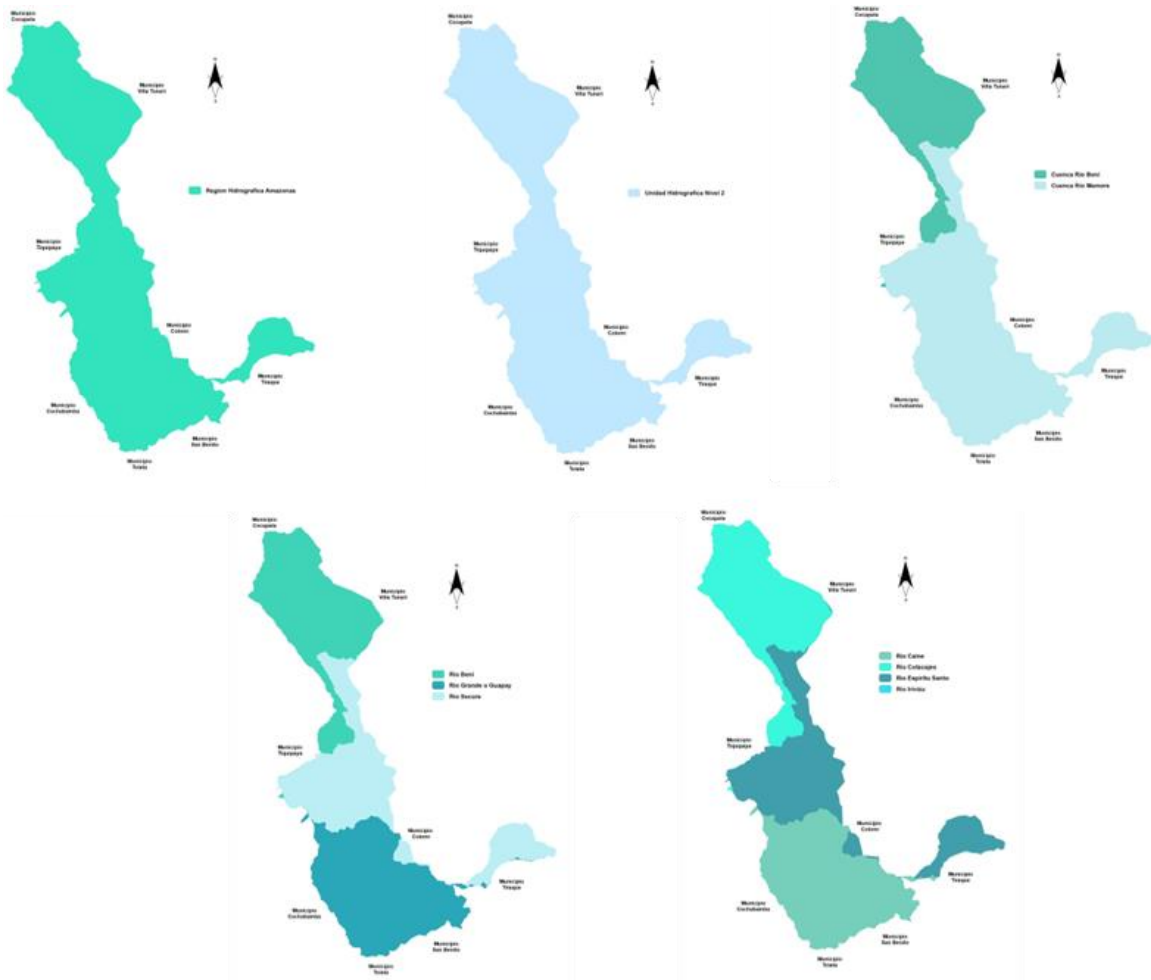 Municipio
Cocapata
N
Municipio
Villa Tunari
Region Hidrografica Amazonas
Municipio
Tiquipaya
Municipio
Colomi
Municipio
Tiraque
Municipio
Cochabamba
Municipio
San Benito
Municipio
Tolata
Municipio
Cocapata
N
Municipio
Villa Tunari
Unidad Hidrografica Nivel 2
Municipio
Tiquipaya
Municipio
Colomi
Municipio
Tiraque
Municipio
Cochabamba
Municipio
San Benito
Municipio
Tolata
Municipio
Cocapata
N
Municipio
Villa Tunari
Cuenca Rio Beni
Cuenca Rio Mamore
Municipio
Tiquipaya
Municipio
Colomi
Municipio
Tiraque
Municipio
Cochabamba
Municipio
San Benito
Municipio
Tolata
Municipio
Cocapata
N
Municipio
Villa Tunari
Rio Beni
Rio Grande o Guapay
Rio Secure
Municipio
Tiquipaya
Municipio
Colomi
Municipio
Tiraque
Municipio
Cochabamba
Municipio
San Benito
Municipio
Tolata
Municipio
Cocapata
N
Municipio
Villa Tunari
Rio Caine
Rio Cotacajes
Rio Espiritu Santo
Rio
Municipio
Tiquipaya
Municipio
Colomi
Municipio
Tiraque
Municipio
Cochabamba
Municipio
San Benito
Municipio
Tolata